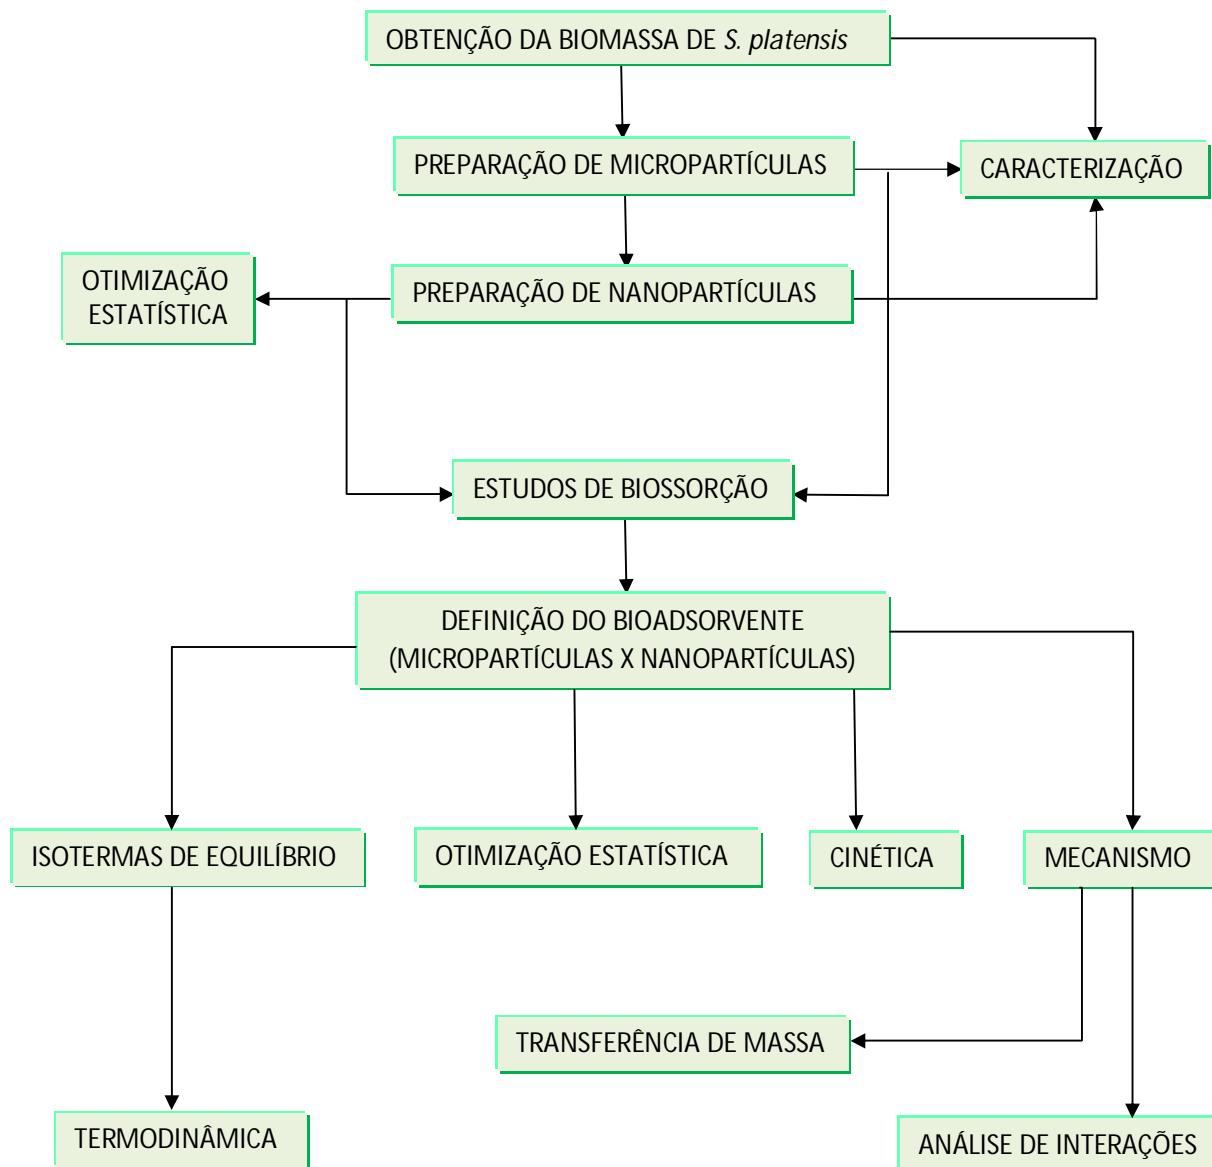 OBTENÇÃO DA BIOMASSA DE S. platensis
PREPARAÇÃO DE MICROPARTÍCULAS
CARACTERIZAÇÃO
OTIMIZAÇÃO
ESTATÍSTICA
PREPARAÇÃO DE NANOPARTÍCULAS
ESTUDOS DE BIOSSORÇÃO
DEFINIÇÃO DO BIOADSORVENTE
(MICROPARTÍCULAS X NANOPARTÍCULAS)
ISOTERMAS DE EQUILÍBRIO
OTIMIZAÇÃO ESTATÍSTICA
CINÉTICA
MECANISMO
TRANSFERÊNCIA DE MASSA
TERMODINÂMICA
ANÁLISE DE INTERAÇÕES